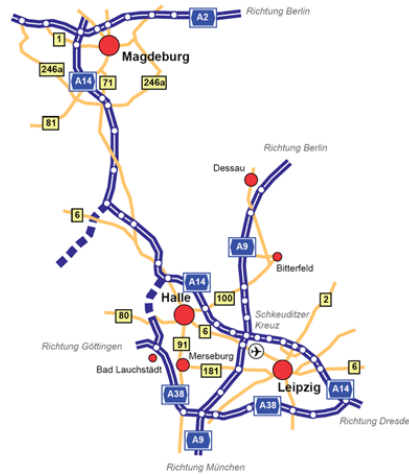 Richtung Berlin
A2
1
Magdeburg
246a
A14
71
246a
81
Richtung Berlin
Dessau
6
A9
Bitterfeld
A14
100
2
Halle
Schkeuditzer
Kreuz
80
6
Richtung Göttingen
91
Merseburg
181
6
Bad Lauchstädt
Leipzig
A38
A14
A38
Richtung Dresde
A9
Richtung München